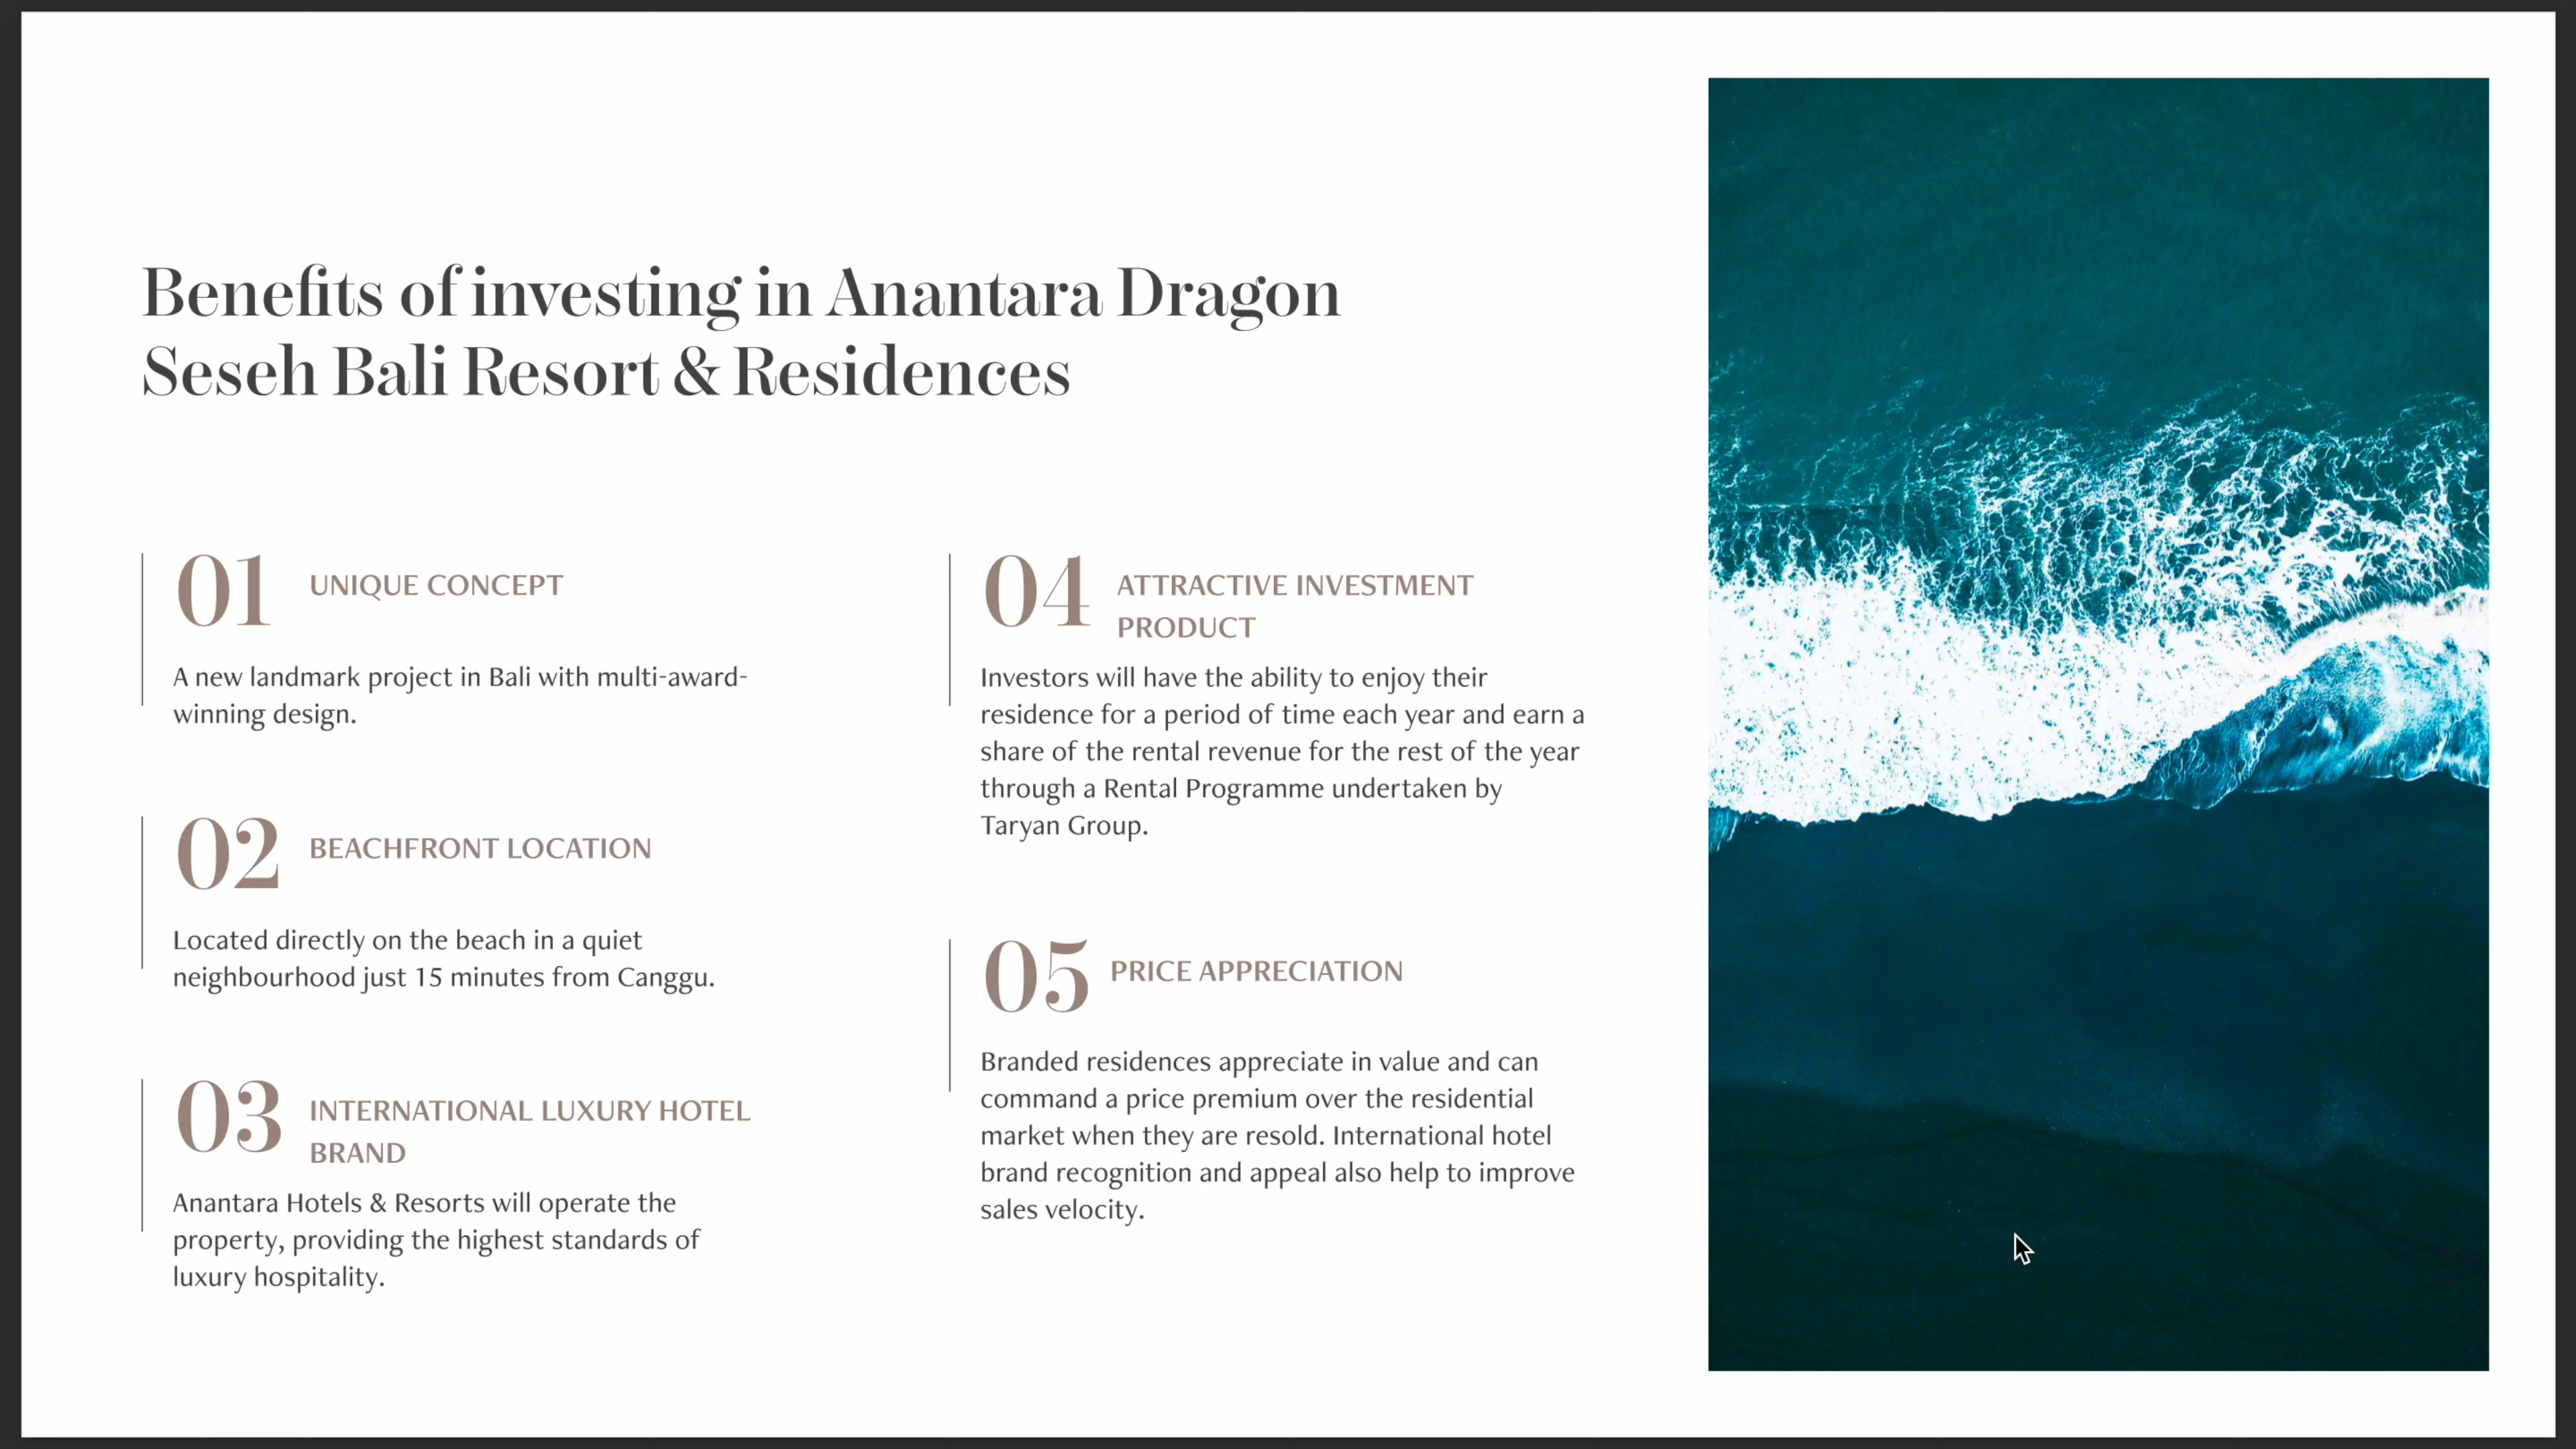 Benefits of investing in Anantara Dragon
Seseh Bali Resort & Residences
01 UNIQUE CONCEPT
A new landmark project in Bali with multi-award-
winning design.
02 BEACHFRONT LOCATION
Located directly on the beach in a quiet
neighbourhood just 15 minutes from Canggu.
03 INTERNATIONAL LUXURY HOTEL
BRAND
Anantara Hotels & Resorts will operate the
property, providing the highest standards of
luxury hospitality.
04 ATTRACTIVE INVESTMENT
PRODUCT
Investors will have the ability to enjoy their
residence for a period of time each year and earn a
share of the rental revenue for the rest of the year
through a Rental Programme undertaken by
Taryan Group.
05 PRICE APPRECIATION
Branded residences appreciate in value and can
command a price premium over the residential
market when they are resold. International hotel
brand recognition and appeal also help to improve
sales velocity.